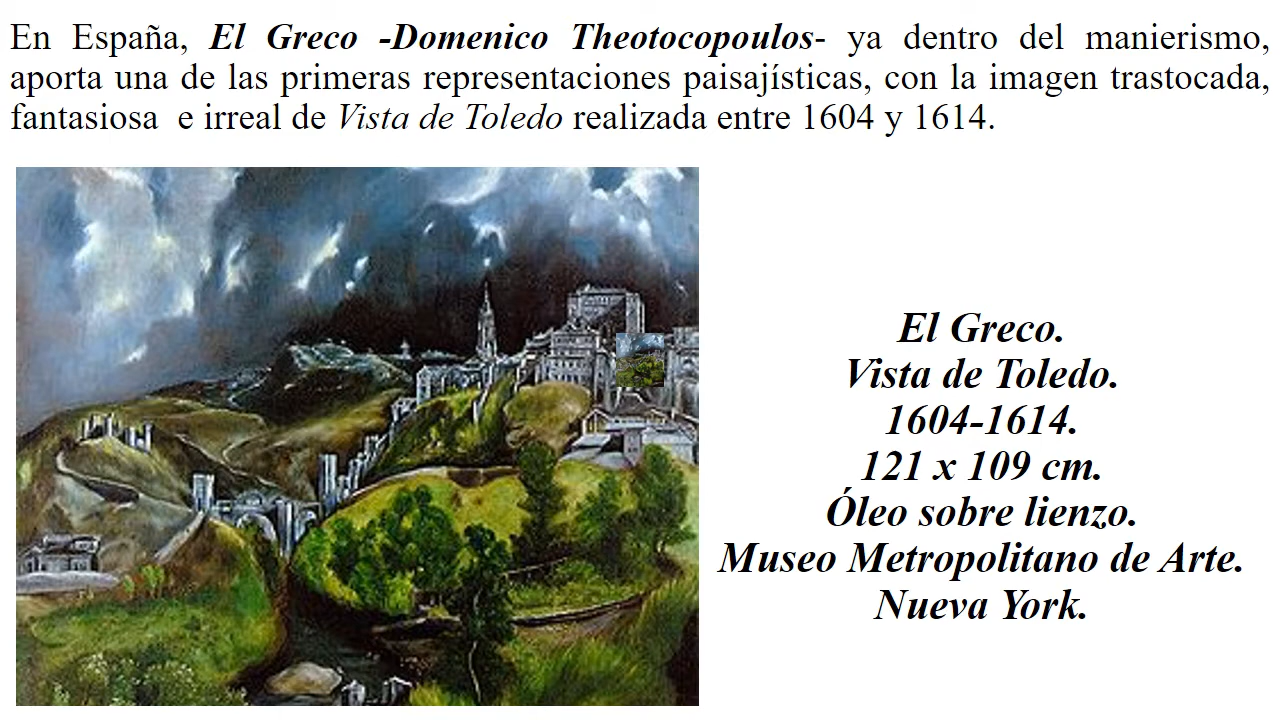 En España, El Greco -Domenico Theotocopoulos- ya dentro del manierismo,
aporta una de las primeras representaciones paisajísticas, con la imagen trastocada,
fantasiosa e irreal de Vista de Toledo realizada entre 1604 y 1614.
El Greco.
Vista de Toledo.
1604-1614.
121 x 109 cm.
Óleo sobre lienzo.
Museo Metropolitano de Arte.
Nueva York.